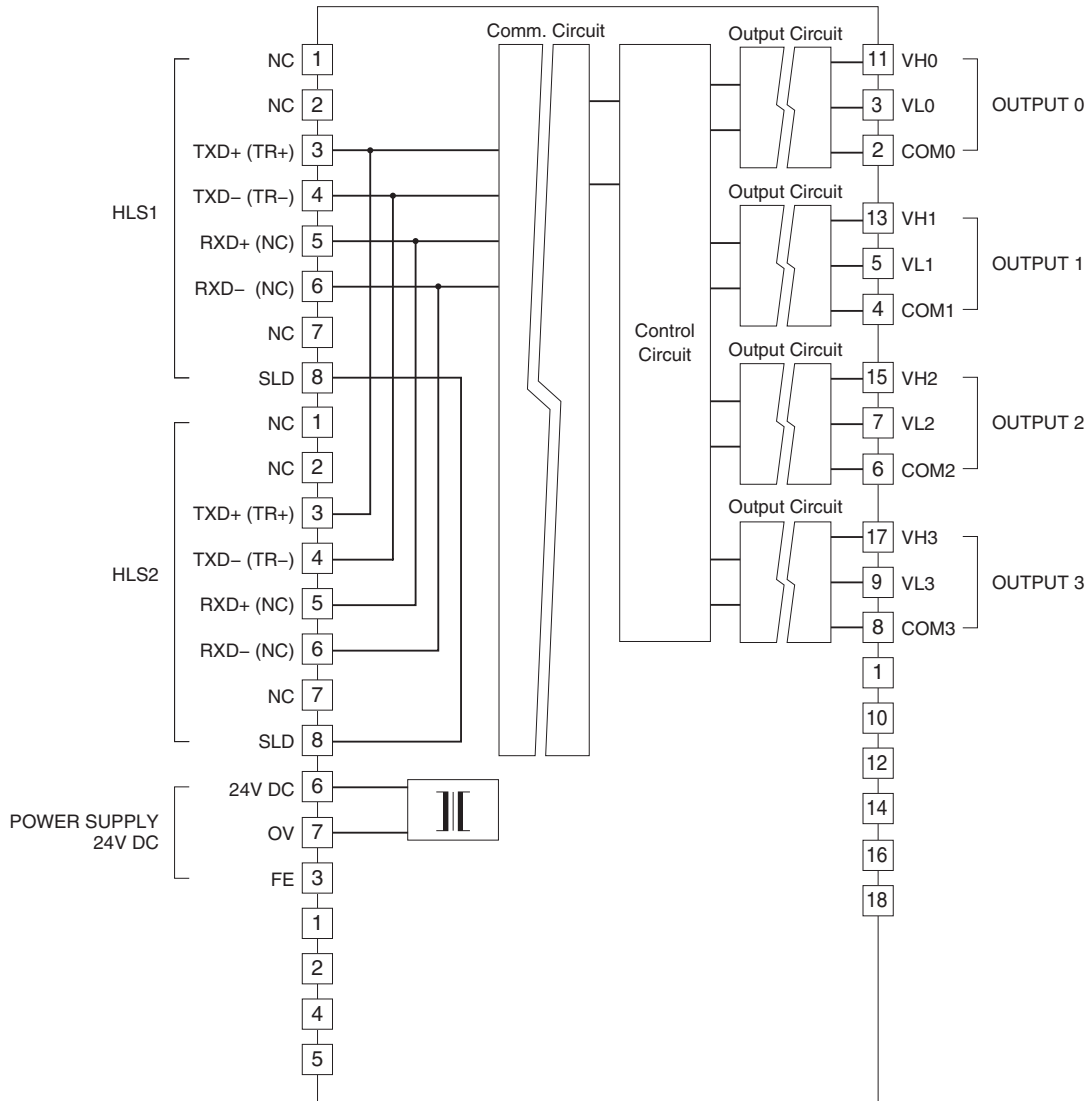 Comm. Circuit
Output Circuit
NC 1
11 VH0
NC 2
3 VL0
OUTPUT 0
TXD+ (TR+) 3
2 COM0
TXD− (TR−) 4
Output Circuit
HLS1
13 VH1
RXD+ (NC) 5
5 VL1
OUTPUT 1
RXD− (NC) 6
4 COM1
NC 7
Control
Circuit
Output Circuit
SLD 8
15 VH2
NC 1
7 VL2
OUTPUT 2
NC 2
6 COM2
TXD+ (TR+) 3
Output Circuit
17 VH3
TXD− (TR−) 4
HLS2
9 VL3
OUTPUT 3
RXD+ (NC) 5
8 COM3
RXD− (NC) 6
1
NC 7
10
SLD 8
12
24V DC 6
14
POWER SUPPLY
24V DC
OV 7
16
FE 3
18
1
2
4
5